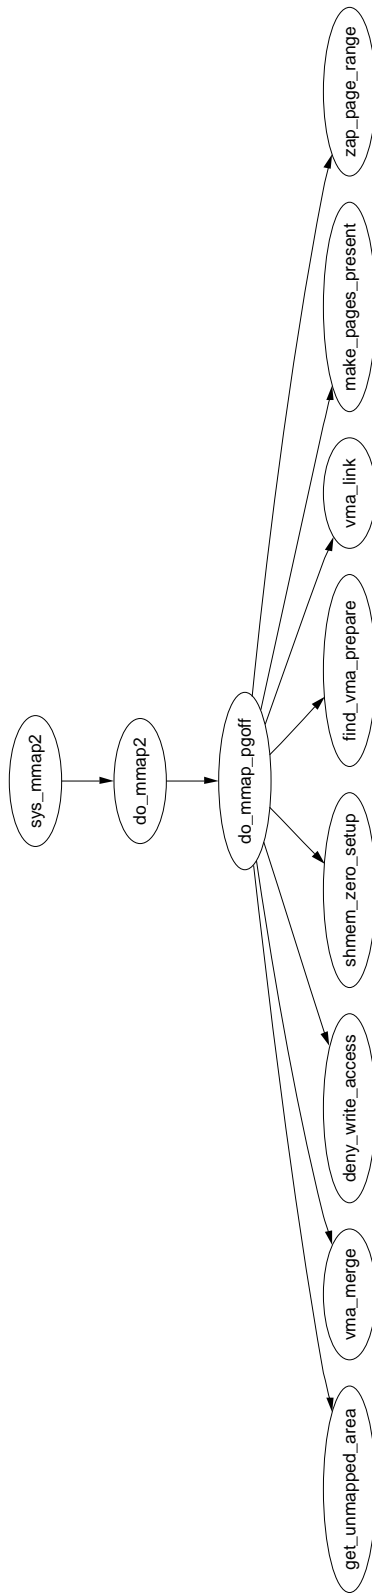 sys_mmap2
do_mmap2
do_mmap_pgoff
get_unmapped_area
vma_merge
deny_write_access
shmem_zero_setup
find_vma_prepare
vma_link
make_pages_present
zap_page_range